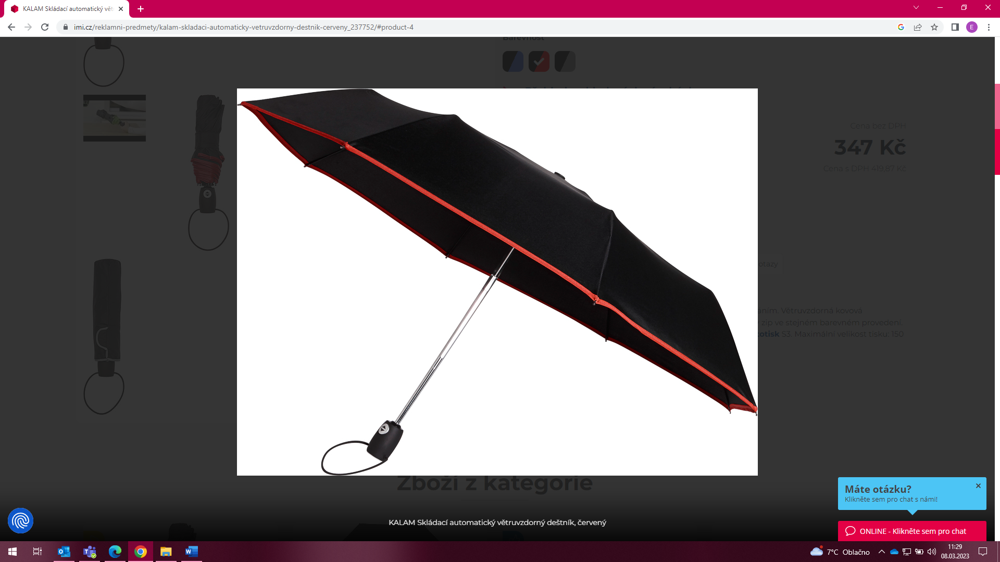 KALAM Skládací automatický vět
imi.cz/reklamni-predmety/kalam-skladaci-automaticky-vetruvzdorny-destnik-cerveny_237752/#product-4
E
Barevnost
Cena bez DPH
347 Kč
Cena s DPH 419,87 Kč
otazy
aním. Větruvzdorná kovová
zip ve stejném barevném provedení.
totisk S3. Maximální velikost tisku: 150
Zboží z kategorie
KALAM Skládací automatický větruvzdorný deštník, červený
Máte otázku?
Klikněte sem pro chat s námi!
ONLINE - Klikněte sem pro chat
7°C Oblačno
11:29
08.03.2023